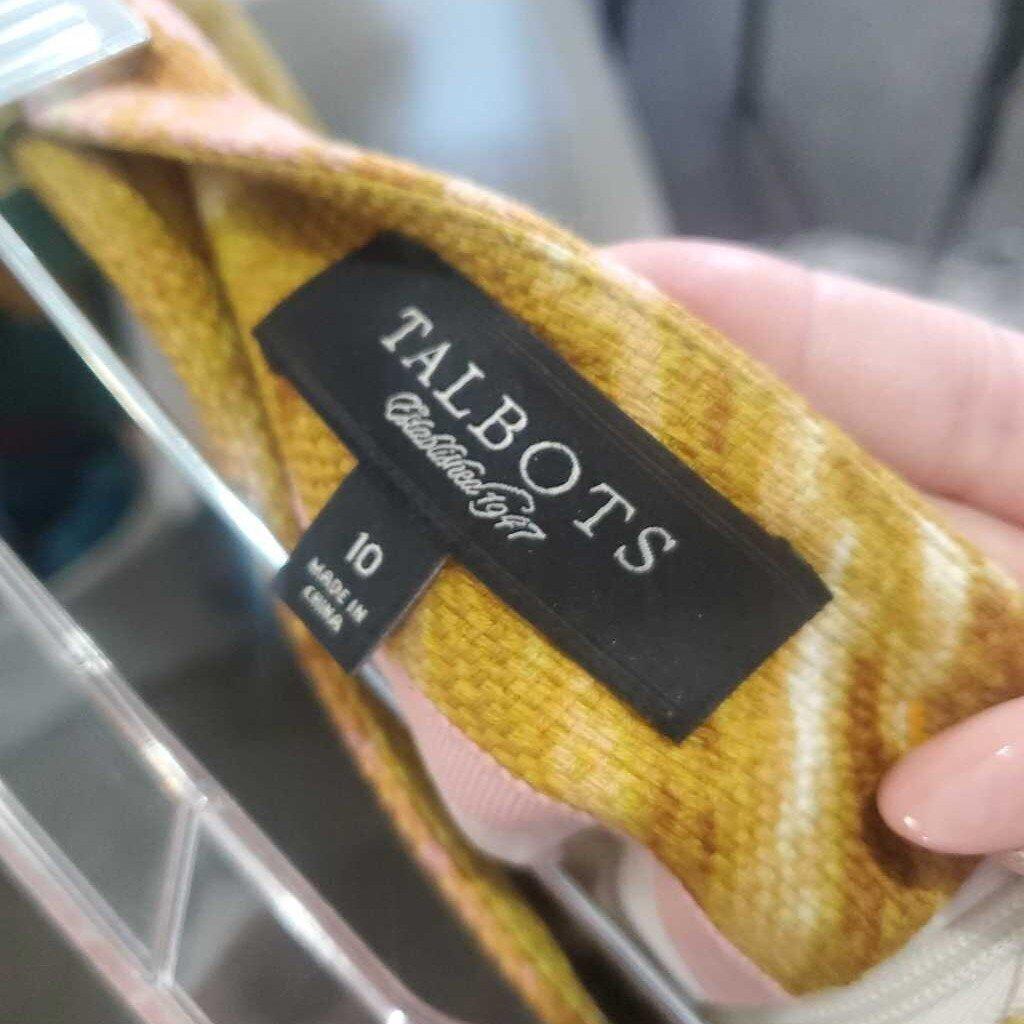 TALBOTS
Established 1947
10
MADE IN
CHINA